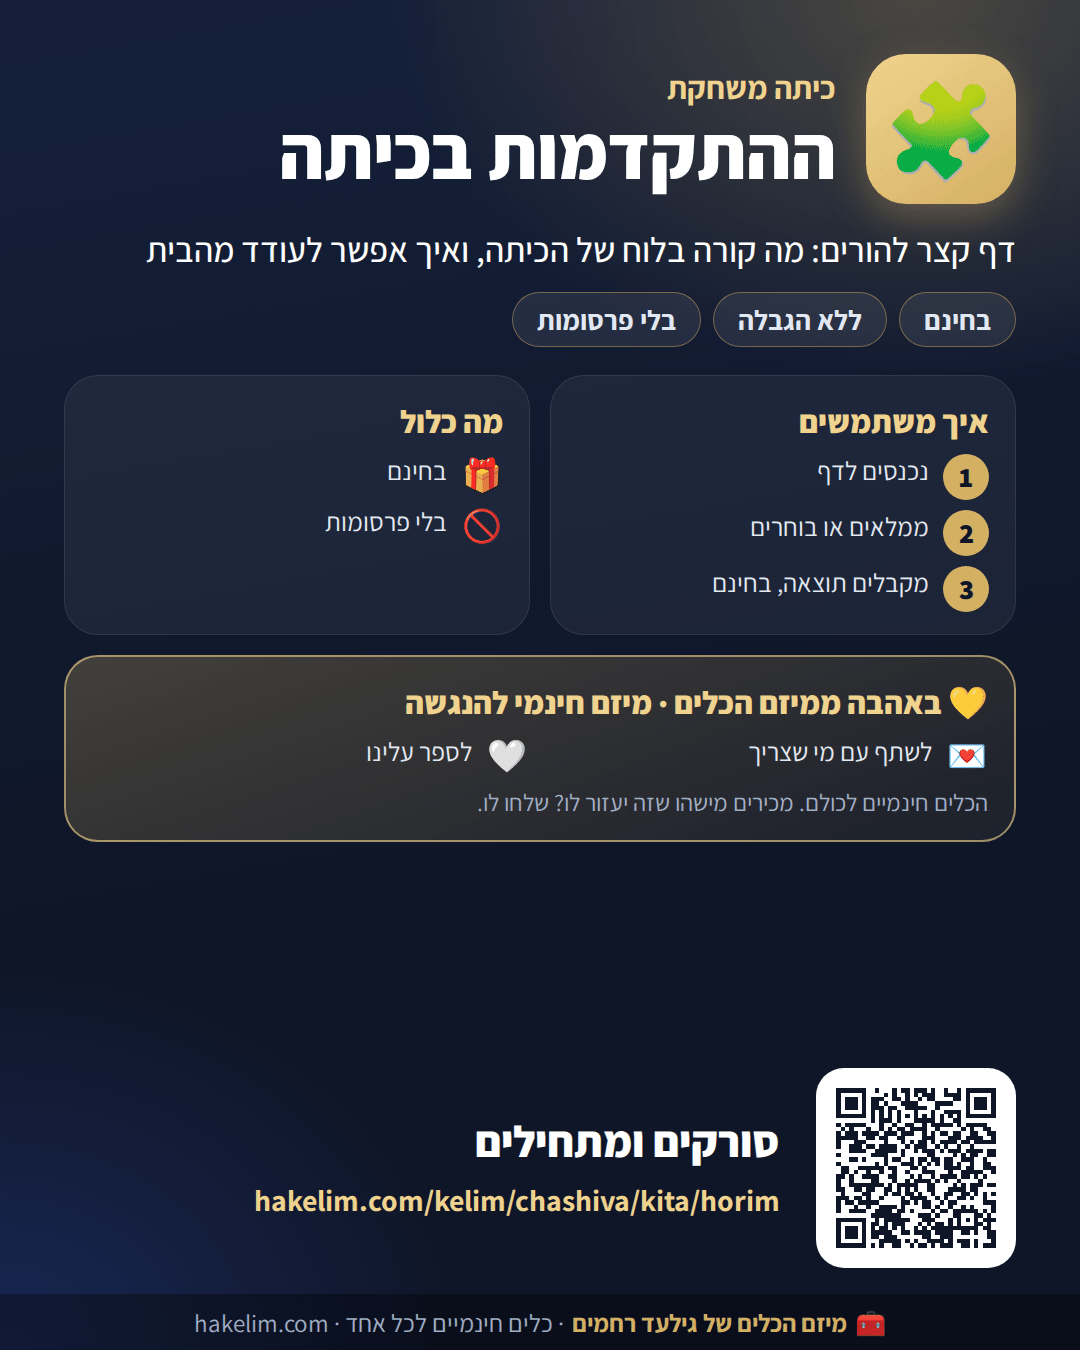 כיתה משחקת
ההתקדמות בכיתה
דף קצר להורים: מה קורה בלוח של הכיתה, ואיך אפשר לעודד מהבית
בחינם
ללא הגבלה
בלי פרסומות
איך משתמשים
1 נכנסים לדף
2 ממלאים או בוחרים
3 מקבלים תוצאה, בחינם
מה כלול
בחינם
בלי פרסומות
באהבה ממיזם הכלים · מיזם חינמי להנגשה
לשתף עם מי שצריך
לספר עלינו
הכלים חינמיים לכולם. מכירים מישהו שזה יעזור לו? שלחו לו.
סורקים ומתחילים
hakelim.com/kelim/chashiva/kita/horim
מיזם הכלים של גילעד רחמים · כלים חינמיים לכל אחד · hakelim.com